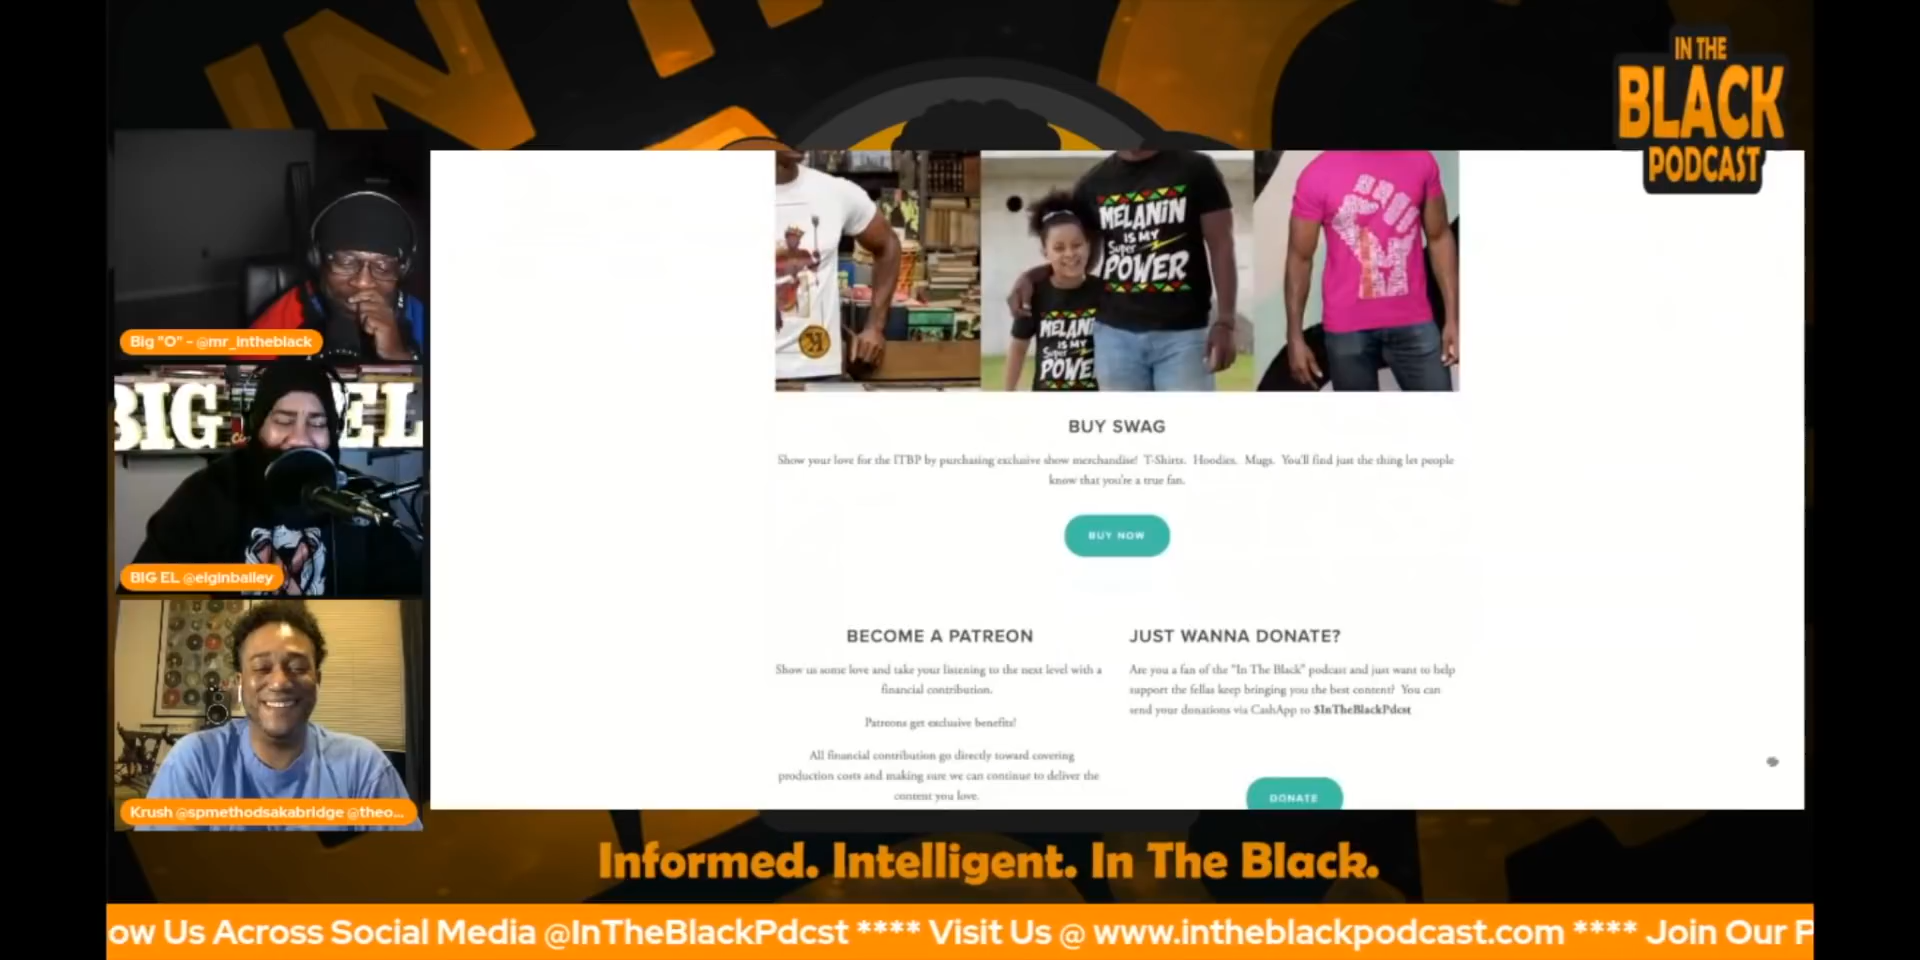 IN THE
BLACK
PODCAST
MELANIN
IS MY
Super
POWER
MELANI
IS MY
Super
POWE
Big "O" - @mr_intheblack
BIG EL
BIG EL @elginbailey
Krush @spmethodsakabridge @theo...
BUY SWAG
Show your love for the ITBP by purchasing exclusive show merchandise! T-Shirts. Hoodies. Mugs. You'll find just the thing let people
know that you're a true fan.
BUY NOW
BECOME A PATREON
Show us some love and take your listening to the next level with a
financial contribution.
Patreons get exclusive benefits!
All financial contribution go directly toward covering
production costs and making sure we can continue to deliver the
content you love.
JUST WANNA DONATE?
Are you a fan of the "In The Black" podcast and just want to help
support the fellas keep bringing you the best content? You can
send your donations via CashApp to $InTheBlackPdcst
DONATE
Informed. Intelligent. In The Black.
ow Us Across Social Media @InTheBlackPdcst **** Visit Us @ www.intheblackpodcast.com **** Join Our P